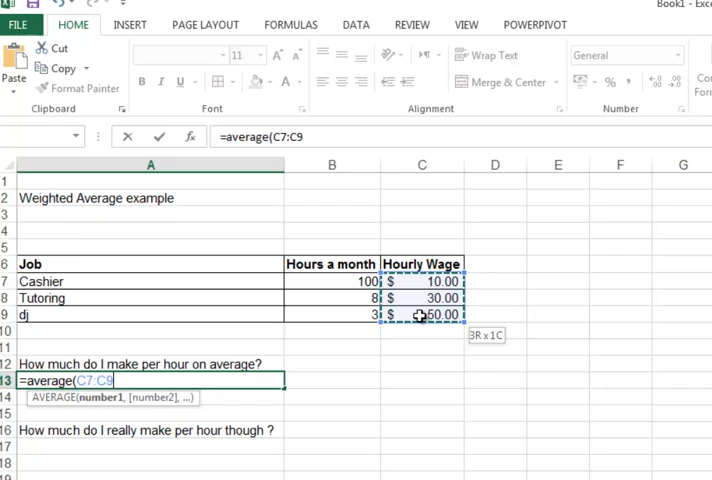 Book1 - Exce
FILE HOME INSERT PAGE LAYOUT FORMULAS DATA REVIEW VIEW POWERPIVOT
Cut
Copy
Format Painter
Paste
11
Wrap Text
Merge & Center
General
Clipboard Font Alignment Number
=average(C7:C9
A B C D E F G
1
2 Weighted Average example
3
4
5
6 Job Hours a month Hourly Wage
7 Cashier 100 $ 10.00
8 Tutoring 8 $ 30.00
9 dj 3 $ 50.00
10 3R x 1C
11
12 How much do I make per hour on average?
13 =average(C7:C9
14 AVERAGE(number1, [number2], ...)
15
16 How much do I really make per hour though ?
17
18
19